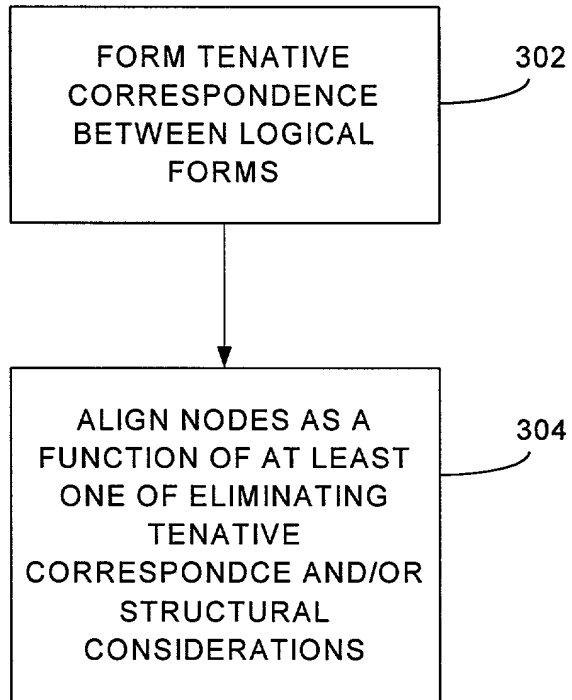 FORM TENATIVE
CORRESPONDENCE
BETWEEN LOGICAL
FORMS
302
ALIGN NODES AS A
FUNCTION OF AT LEAST
ONE OF ELIMINATING
TENATIVE
CORRESPONDCE AND/OR
STRUCTURAL
CONSIDERATIONS
304